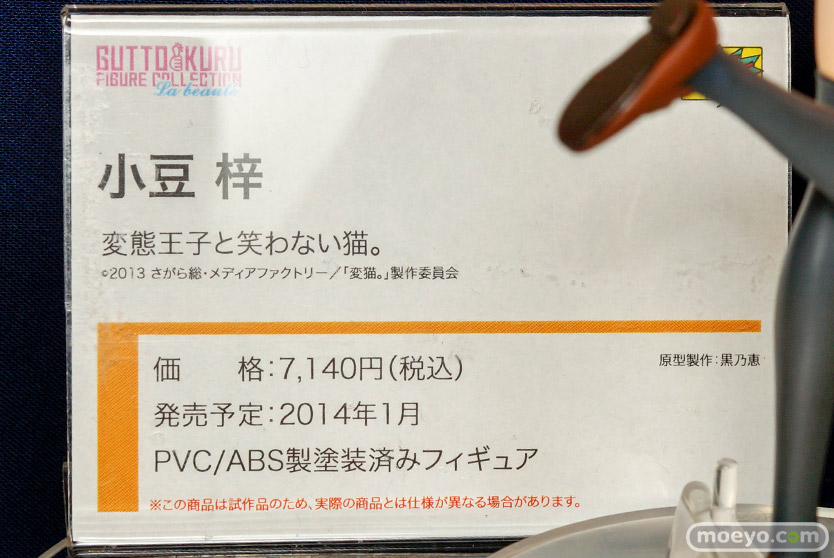 GUTTO KURU
FIGURE COLLECTION
La beauté
小豆 梓
変態王子と笑わない猫。
©2013 さがら総・メディアファクトリー／「変猫。」製作委員会
価　　格：7,140円（税込）
原型製作：黒乃恵
発売予定：2014年1月
PVC/ABS製塗装済みフィギュア
※この商品は試作品のため、実際の商品とは仕様が異なる場合があります。
moeyo.com